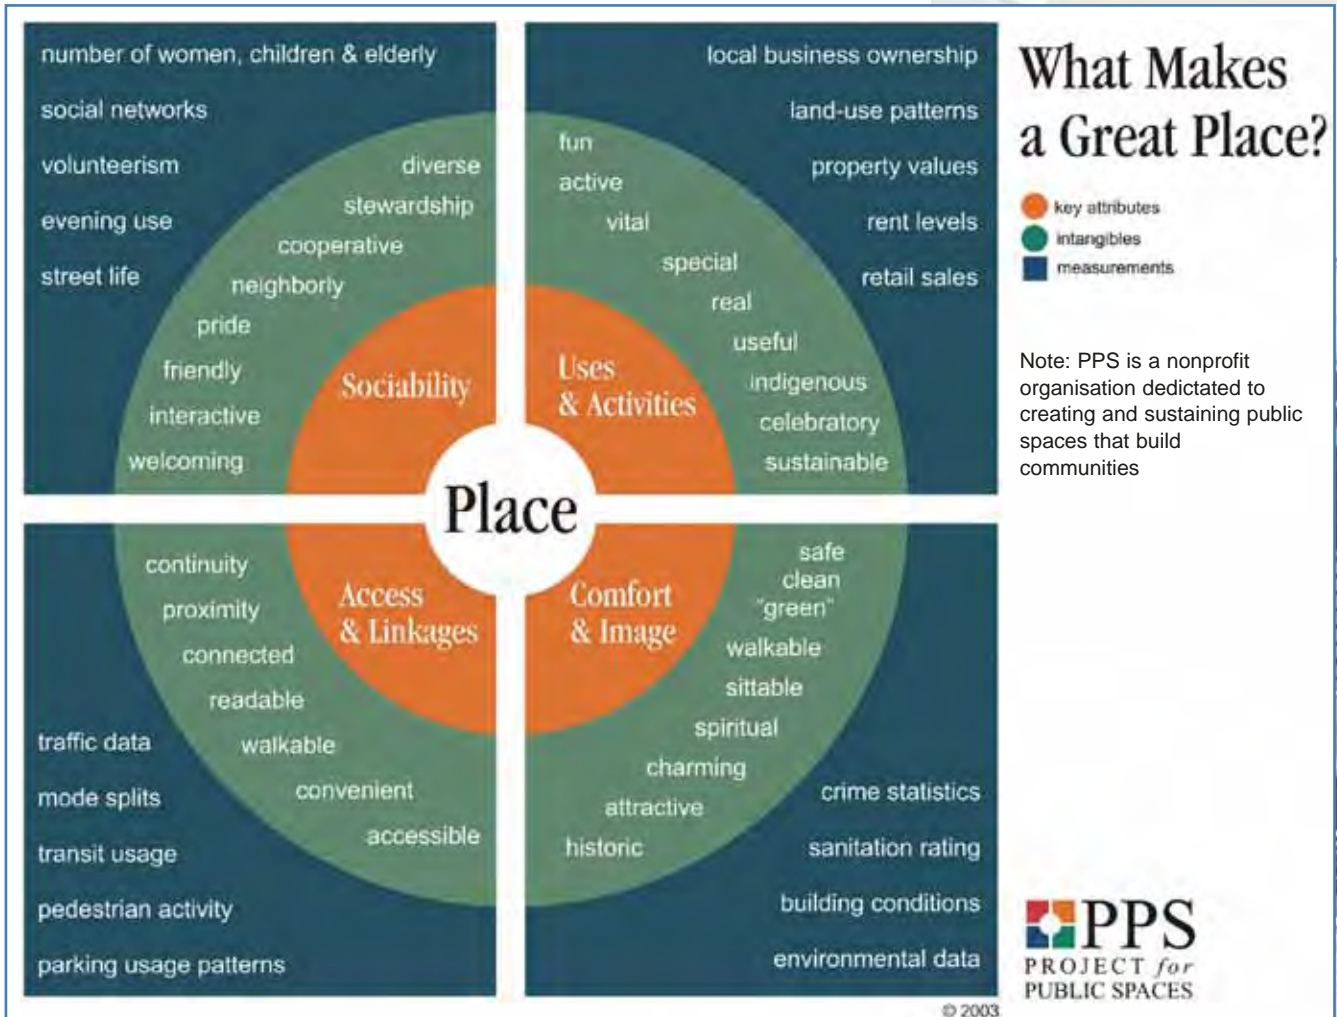 What Makes
a Great Place?
key attributes
intangibles
measurements
Note: PPS is a nonprofit
organisation dedictated to
creating and sustaining public
spaces that build
communities
number of women, children & elderly
social networks
volunteerism
evening use
street life
diverse
stewardship
cooperative
neighborly
pride
friendly
interactive
welcoming
Sociability
local business ownership
land-use patterns
property values
rent levels
retail sales
fun
active
vital
special
real
useful
indigenous
celebratory
sustainable
Uses
& Activities
Place
continuity
proximity
connected
readable
walkable
convenient
accessible
Access
& Linkages
traffic data
mode splits
transit usage
pedestrian activity
parking usage patterns
Comfort
& Image
safe
clean
"green"
walkable
sittable
spiritual
charming
attractive
historic
crime statistics
sanitation rating
building conditions
environmental data
PPS
PROJECT for
PUBLIC SPACES
© 2003